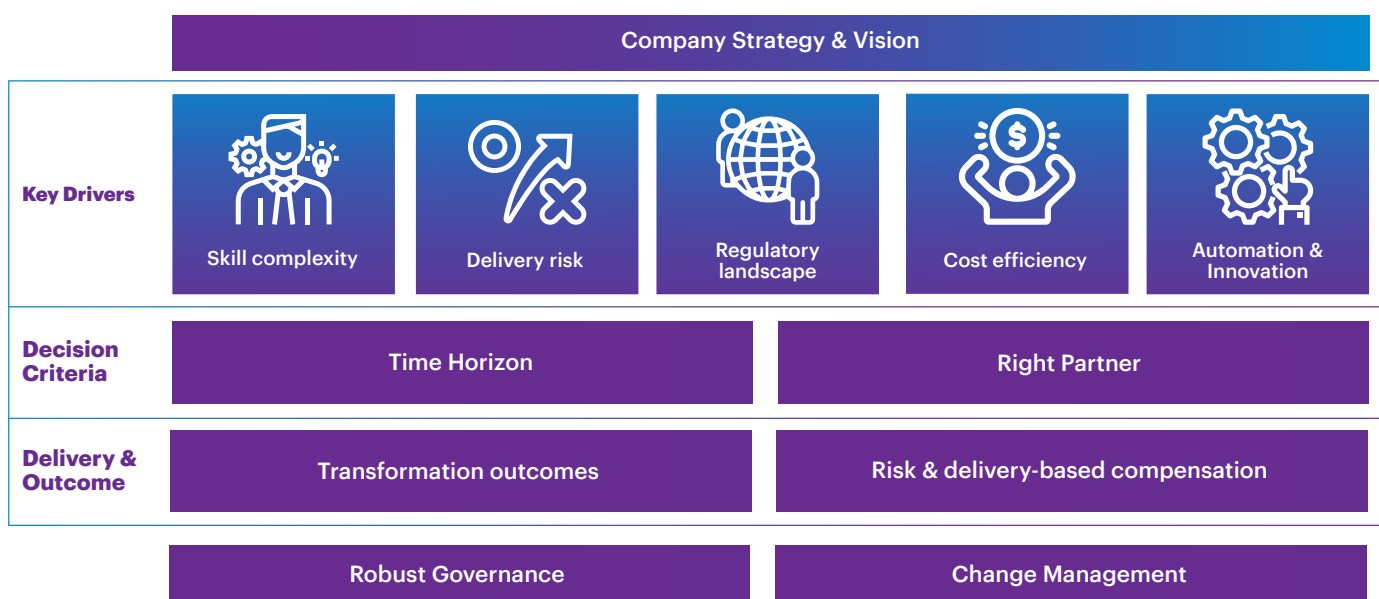 Company Strategy & Vision
Key Drivers
Skill complexity
Delivery risk
Regulatory
landscape
$
Cost efficiency
Automation &
Innovation
Decision
Criteria
Time Horizon
Right Partner
Delivery &
Outcome
Transformation outcomes
Risk & delivery-based compensation
Robust Governance
Change Management